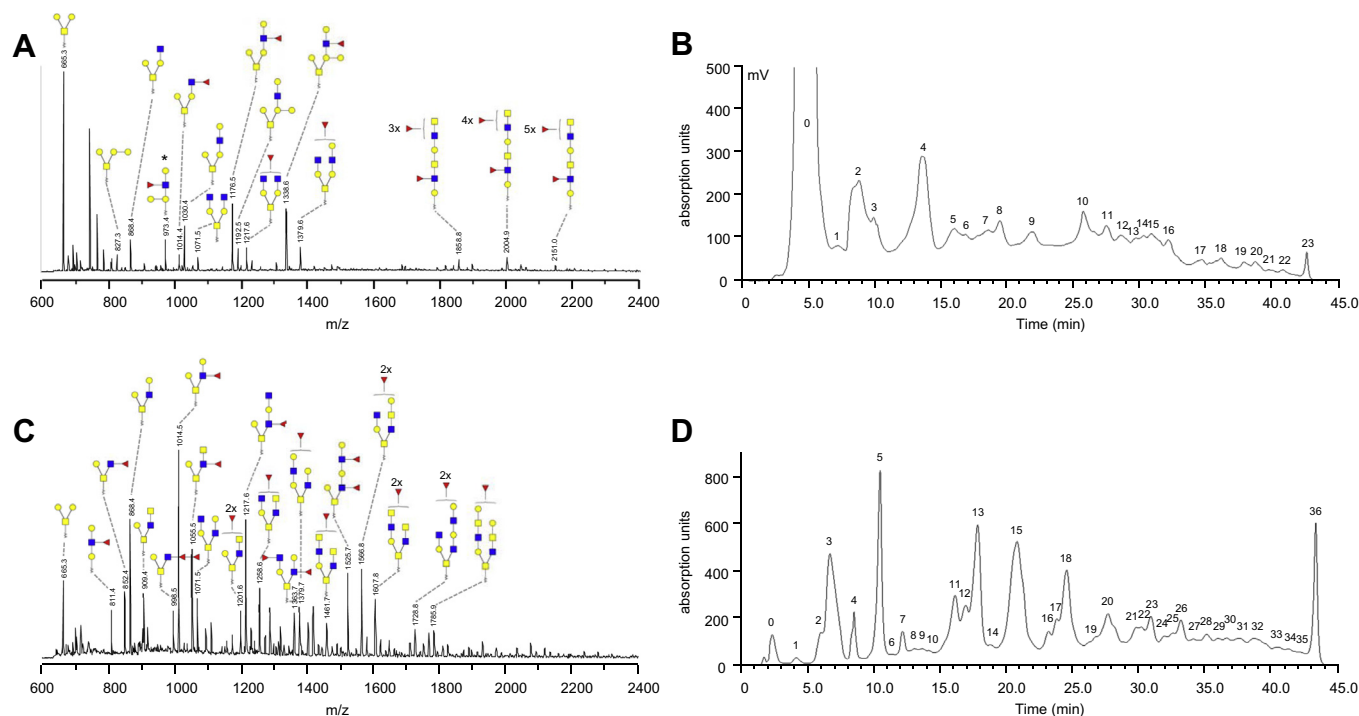 A
665.3
827.3
868.4
*
973.4
1014.4
1030.4
1071.5
1176.5
1192.5
1217.6
1338.6
1379.6
3x
1858.8
4x
2004.9
5x
2151.0
600 800 1000 1200 1400 1600 1800 2000 2200 2400
m/z
B
mV
absorption units
500
400
300
200
100
0
0 1 2 3 4 5 6 7 8 9 10 11 12 13 14 15 16 17 18 19 20 21 22 23
0 5.0 10.0 15.0 20.0 25.0 30.0 35.0 40.0 45.0
Time (min)
C
665.3
811.4
852.4
868.4
909.4
998.5
1014.5
1055.5
1071.5
2x
1201.6
1217.6
1258.6
1363.7
1379.7
1461.7
1525.7
2x
1566.8
2x
1607.8
2x
1728.8
1785.9
600 800 1000 1200 1400 1600 1800 2000 2200 2400
m/z
D
absorption units
800
600
400
200
0
0 1 2 3 4 5 6 7 8 9 10 11 12 13 14 15 16 17 18 19 20 21 22 23 24 25 26 27 28 29 30 31 32 33 34 35 36
0 5.0 10.0 15.0 20.0 25.0 30.0 35.0 40.0 45.0
Time (min)